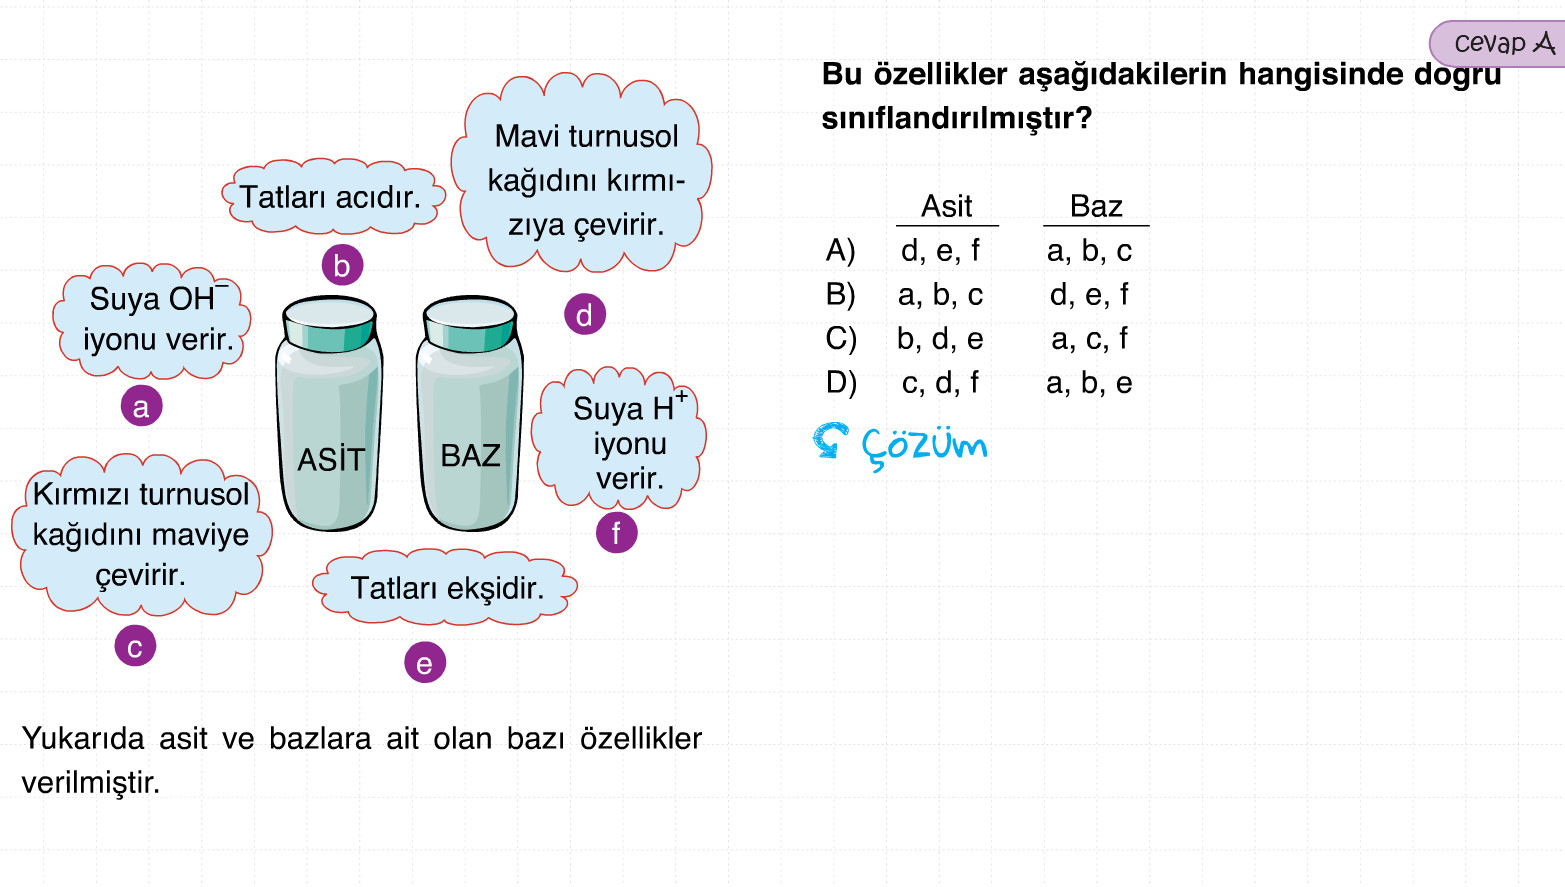 Cevap A
Tatları acıdır.
b
Mavi turnusol
kağıdını kırmı-
zıya çevirir.
d
Suya OH⁻
iyonu verir.
a
ASİT
BAZ
Suya H⁺
iyonu
verir.
f
Kırmızı turnusol
kağıdını maviye
çevirir.
c
Tatları ekşidir.
e
Yukarıda asit ve bazlara ait olan bazı özellikler
verilmiştir.
Bu özellikler aşağıdakilerin hangisinde doğru
sınıflandırılmıştır?
Asit Baz
A) d, e, f a, b, c
B) a, b, c d, e, f
C) b, d, e a, c, f
D) c, d, f a, b, e
Çözüm